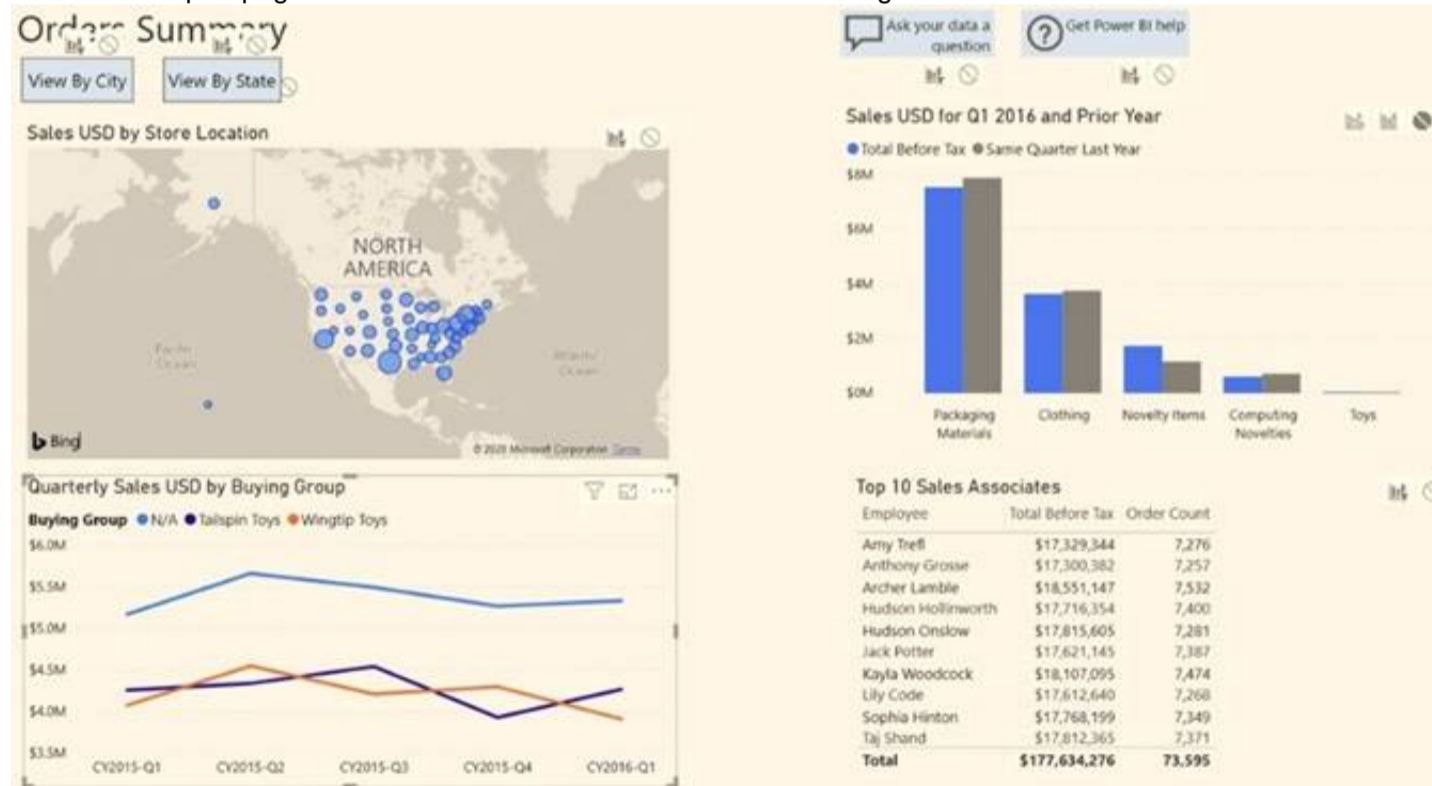 Orders Summary
View By City
View By State
Ask your data a
question
Get Power BI help
Sales USD by Store Location
NORTH
AMERICA
Pacific
Ocean
Atlantic
Ocean
Bing
© 2020 Microsoft Corporation Terms
Sales USD for Q1 2016 and Prior Year
Total Before Tax Same Quarter Last Year
$8M
$6M
$4M
$2M
$0M
Packaging
Materials
Clothing
Novelty Items
Computing
Novelties
Toys
Quarterly Sales USD by Buying Group
Buying Group N/A Tailspin Toys Wingtip Toys
$6.0M
$5.5M
$5.0M
$4.5M
$4.0M
$3.5M
CY2015-Q1 CY2015-Q2 CY2015-Q3 CY2015-Q4 CY2016-Q1
Top 10 Sales Associates
Employee Total Before Tax Order Count
Amy Trefl $17,329,344 7,276
Anthony Grosse $17,300,382 7,257
Archer Lamble $18,551,147 7,532
Hudson Hollinworth $17,716,354 7,400
Hudson Onslow $17,815,605 7,281
Jack Potter $17,621,145 7,387
Kayla Woodcock $18,107,095 7,474
Lily Code $17,612,640 7,268
Sophia Hinton $17,768,199 7,349
Taj Shand $17,812,365 7,371
Total $177,634,276 73,595